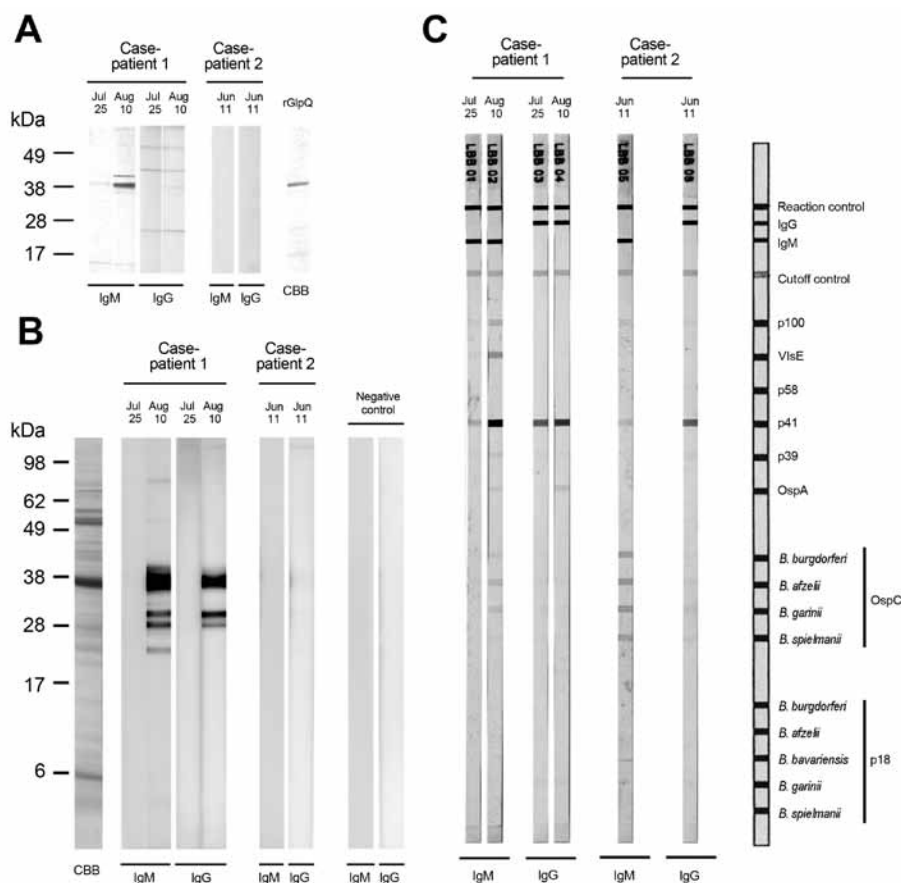 A
Case-
patient 1
Case-
patient 2
Jul
25
Aug
10
Jul
25
Aug
10
Jun
11
Jun
11
rGlpQ
kDa
49
38
28
17
IgM
IgG
IgM
IgG
CBB
B
Case-
patient 1
Case-
patient 2
Negative
control
Jul
25
Aug
10
Jul
25
Aug
10
Jun
11
Jun
11
kDa
98
62
49
38
28
17
6
CBB
IgM
IgG
IgM
IgG
IgM
IgG
C
Case-
patient 1
Case-
patient 2
Jul
25
Aug
10
Jul
25
Aug
10
Jun
11
Jun
11
LBB 01
LBB 02
LBB 03
LBB 04
LBB 05
Reaction control
IgG
IgM
Cutoff control
p100
VlsE
p58
p41
p39
OspA
B. burgdorferi
B. afzelii
B. garinii
B. spielmanii
OspC
B. burgdorferi
B. afzelii
B. bavariensis
B. garinii
B. spielmanii
p18
IgM
IgG
IgM
IgG